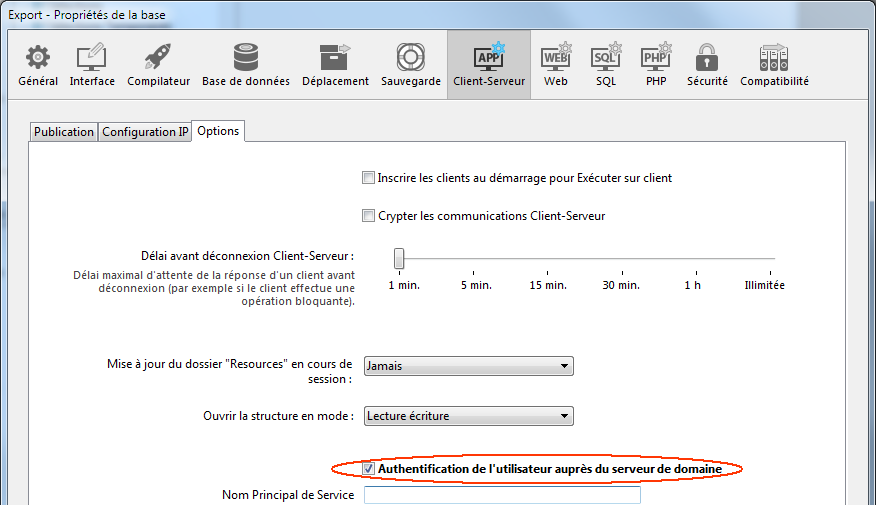 Export - Propriétés de la base
APP WEB SQL PHP
Général Interface Compilateur Base de données Déplacement Sauvegarde Client-Serveur Web SQL PHP Sécurité Compatibilité
Publication Configuration IP Options
Inscrire les clients au démarrage pour Exécuter sur client
Crypter les communications Client-Serveur
Délai avant déconnexion Client-Serveur :
Délai maximal d'attente de la réponse d'un client avant
déconnexion (par exemple si le client effectue une
opération bloquante).
1 min. 5 min. 15 min. 30 min. 1 h Illimitée
Mise à jour du dossier "Resources" en cours de
session :
Jamais
Ouvrir la structure en mode : Lecture écriture
Authentification de l'utilisateur auprès du serveur de domaine
Nom Principal de Service